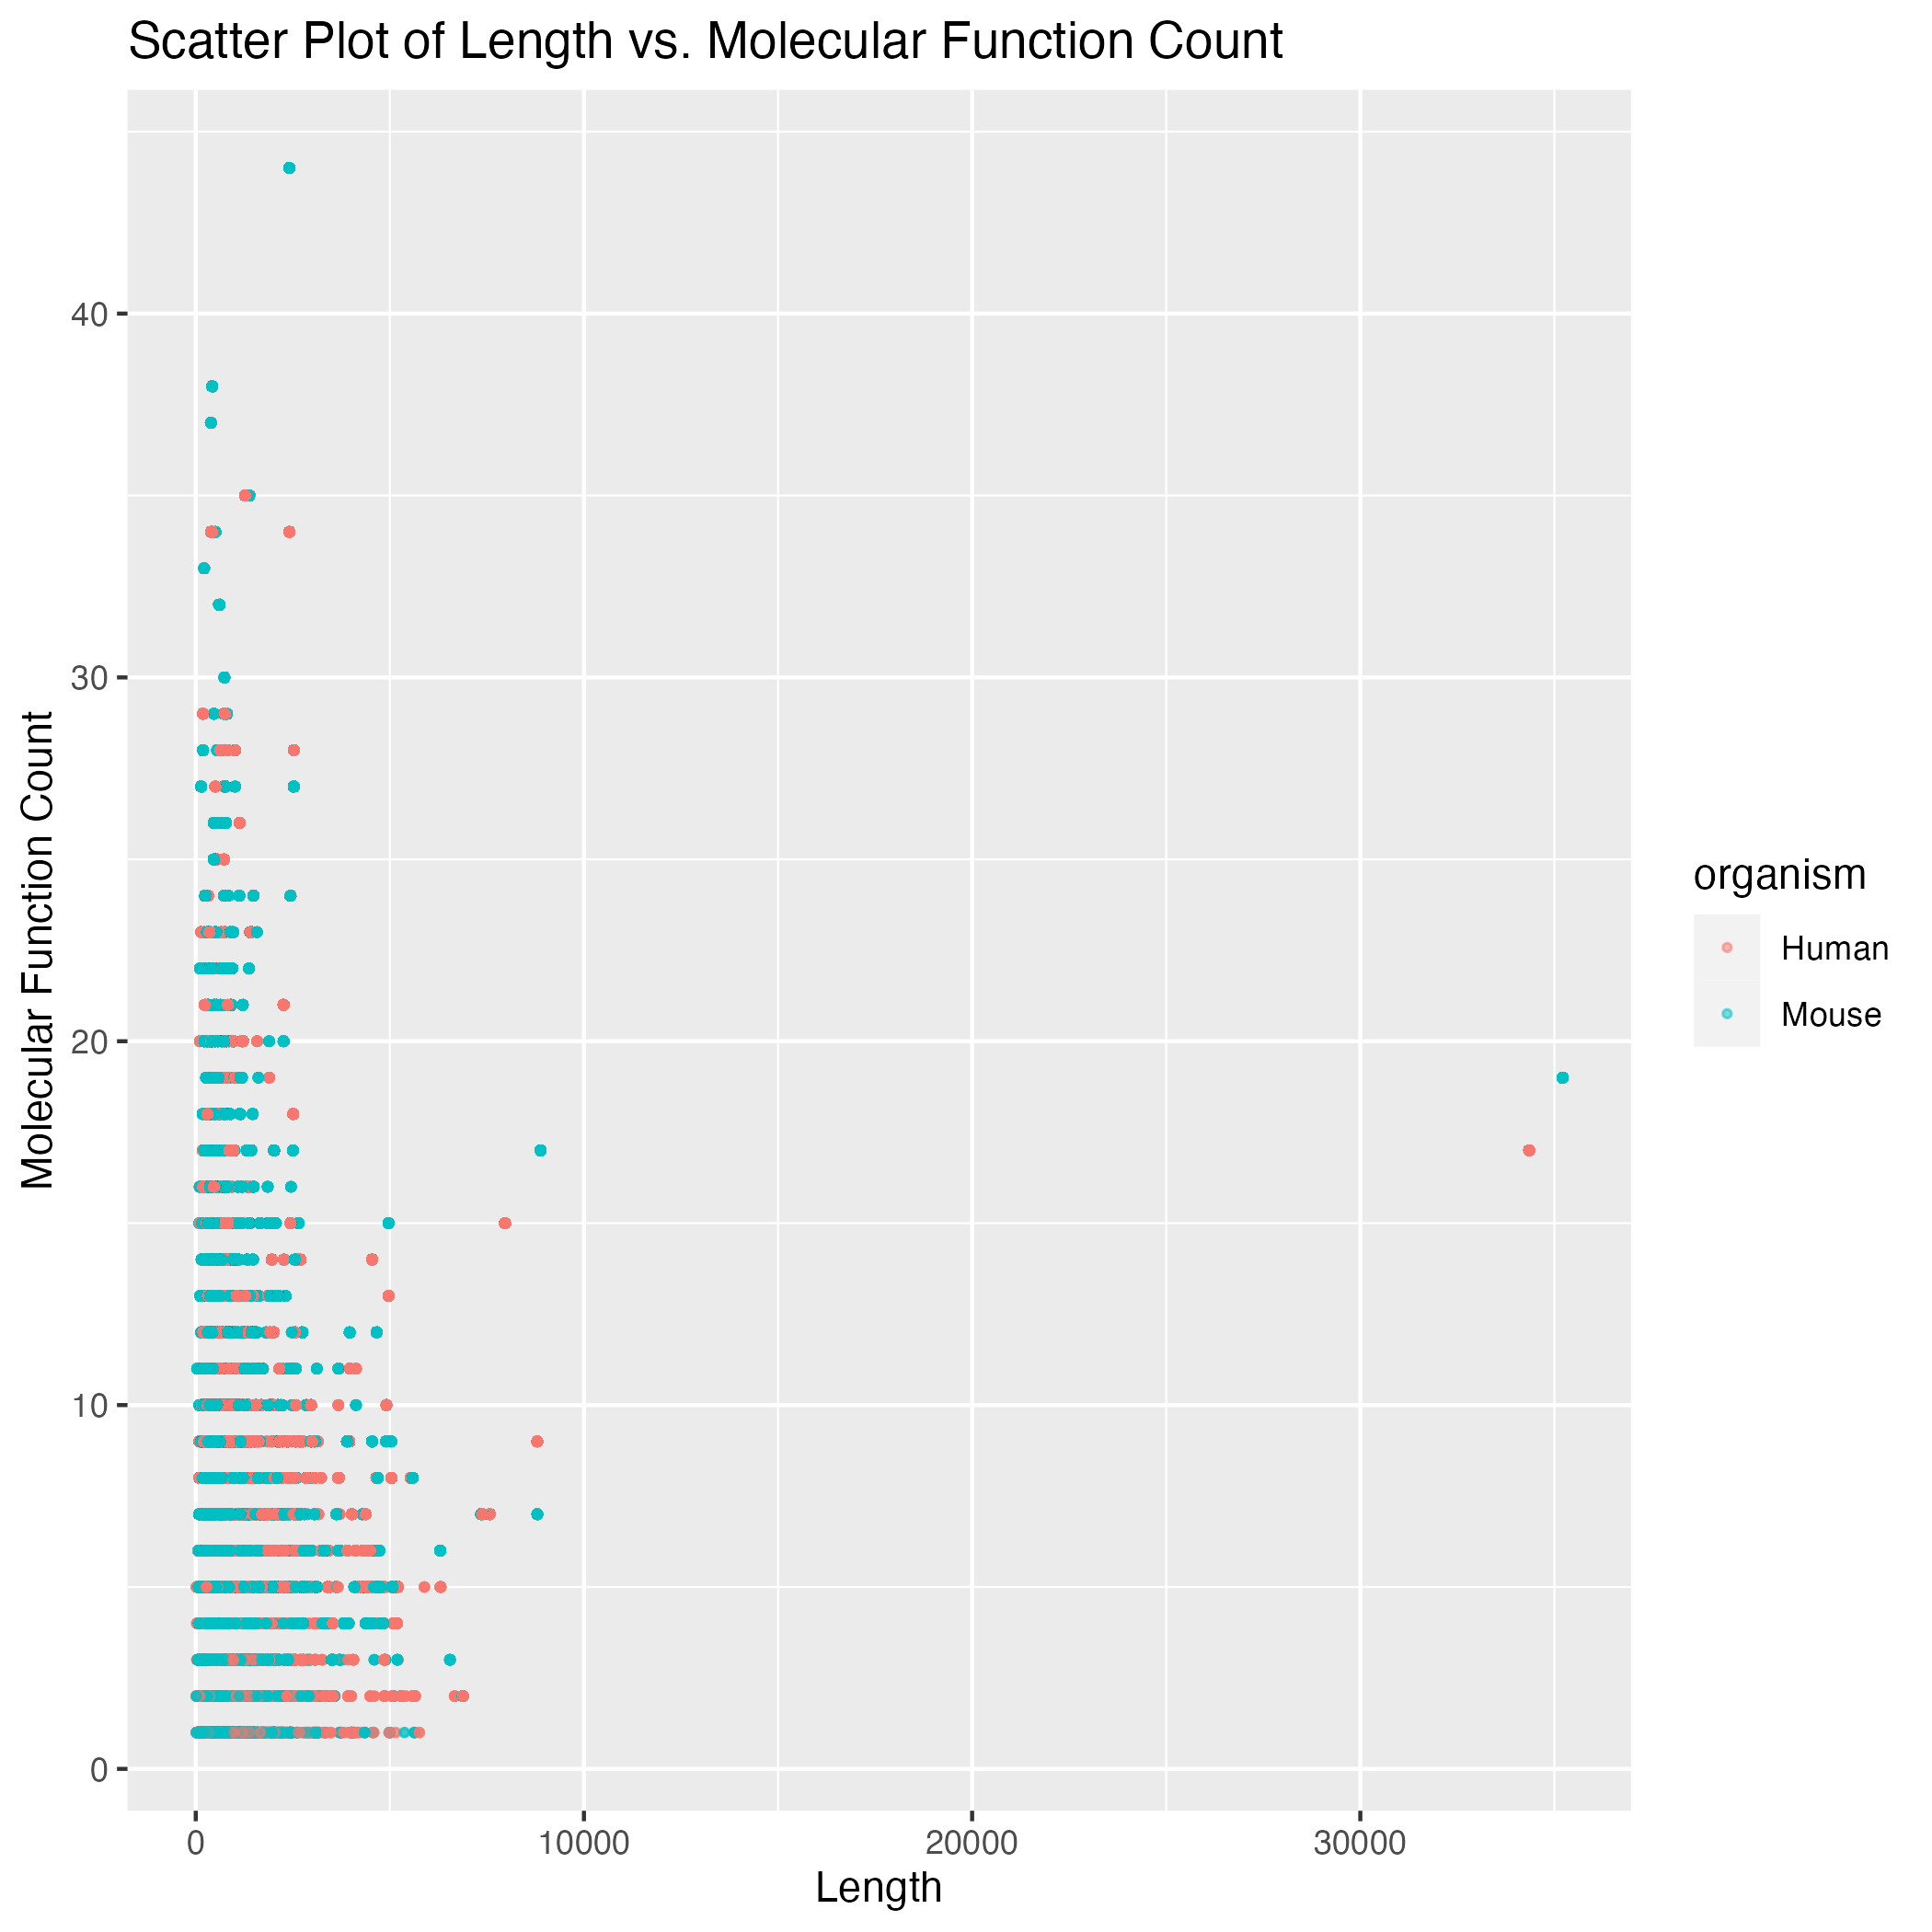 Scatter Plot of Length vs. Molecular Function Count
Molecular Function Count
40
30
20
10
0
0 10000 20000 30000
Length
organism
Human
Mouse